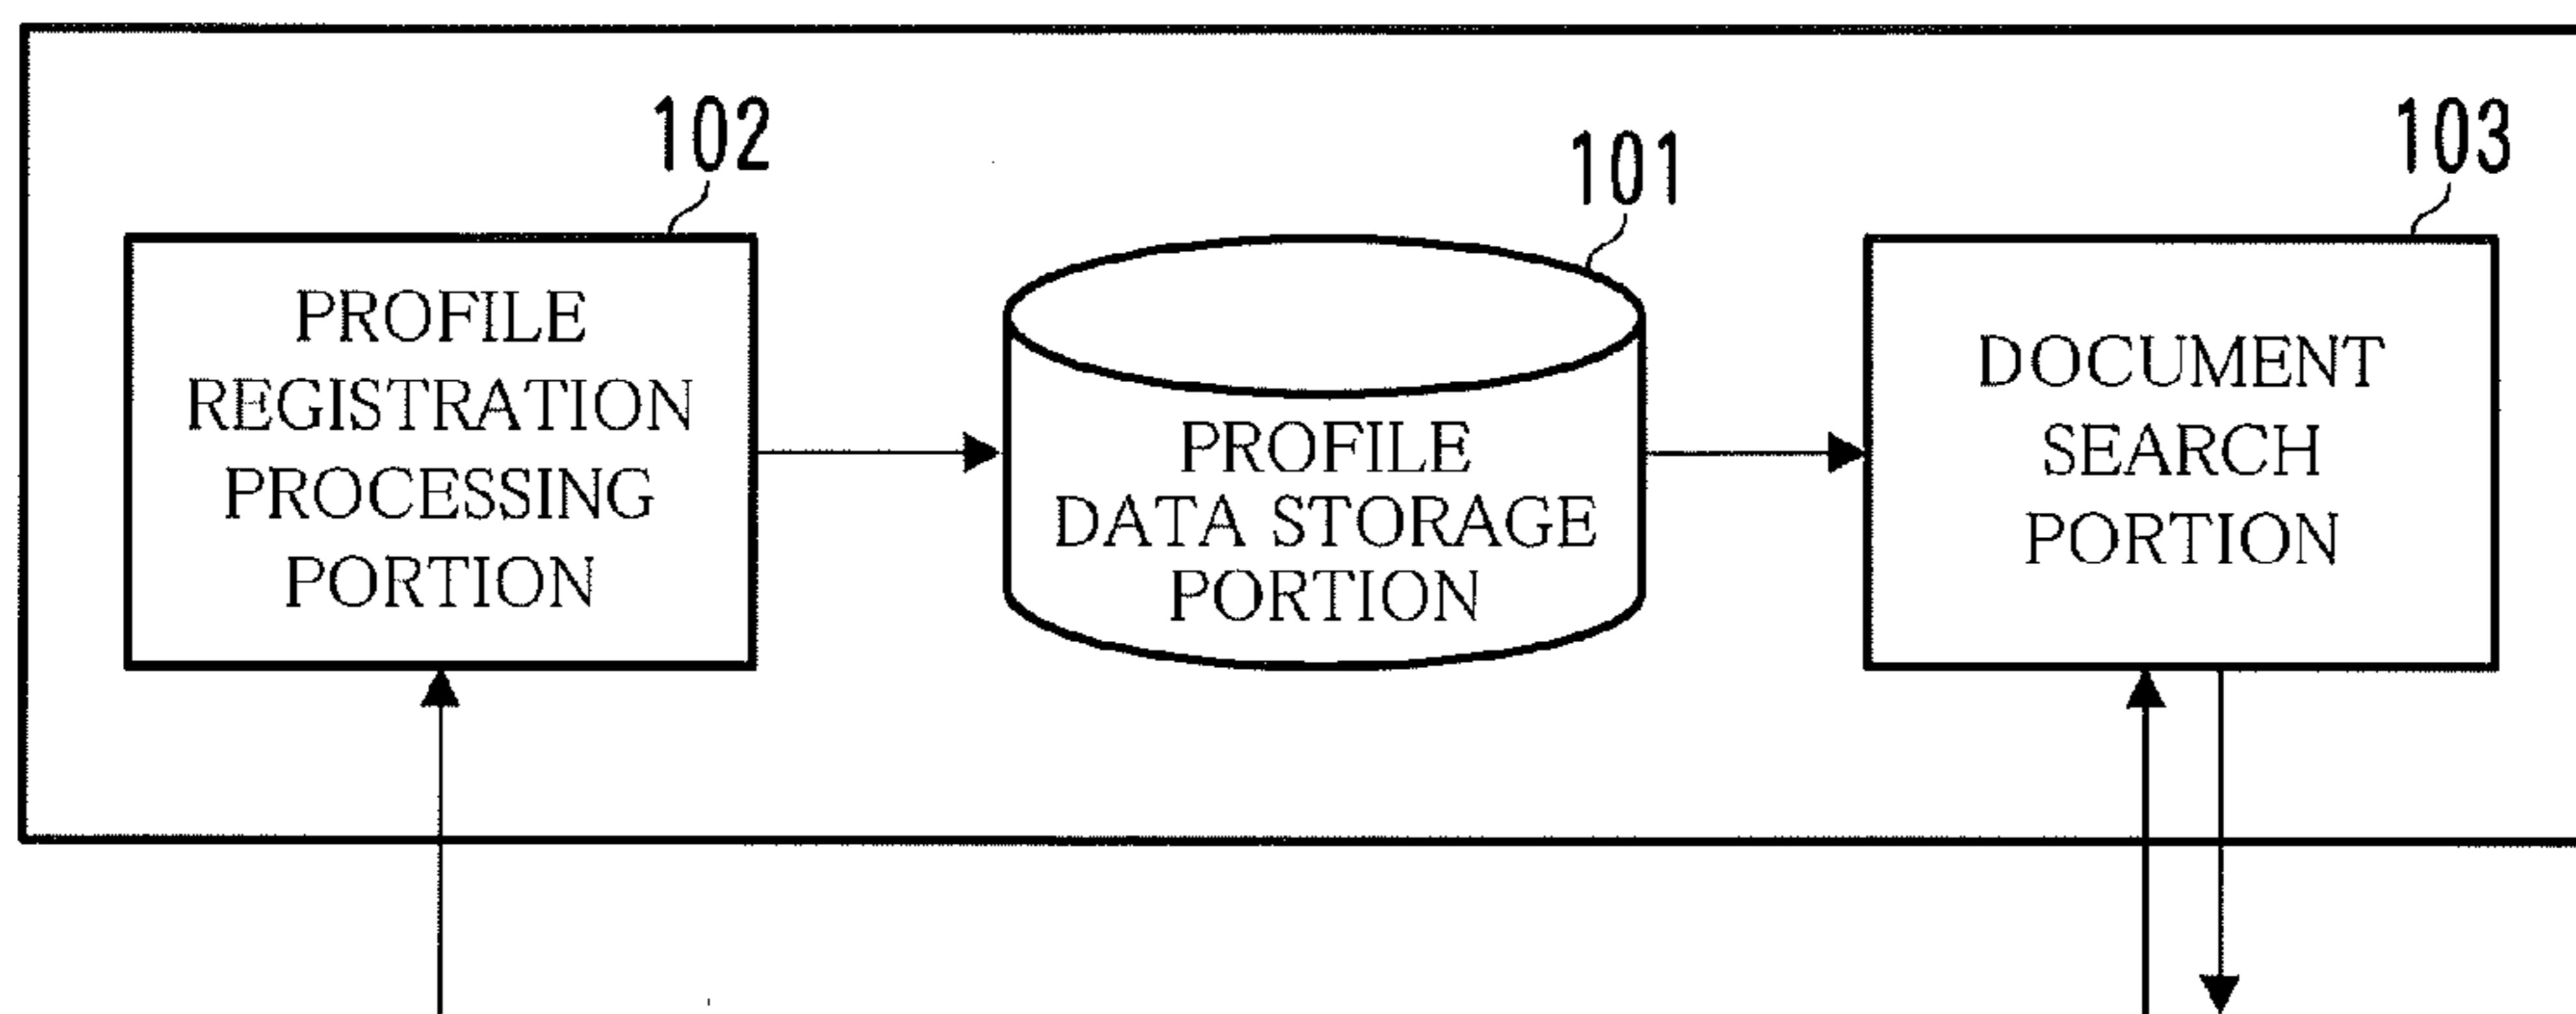 102
PROFILE
REGISTRATION
PROCESSING
PORTION
101
PROFILE
DATA STORAGE
PORTION
103
DOCUMENT
SEARCH
PORTION